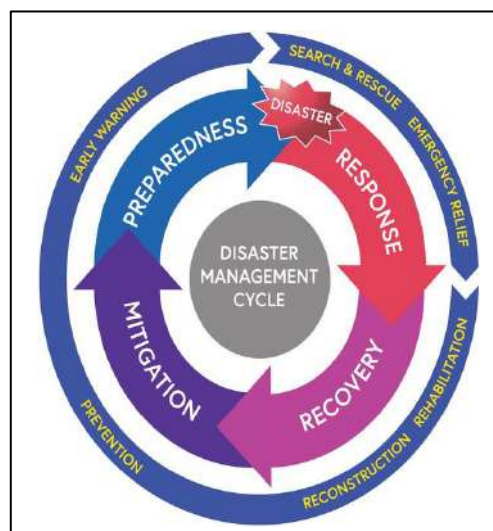 EARLY WARNING
SEARCH & RESCUE
EMERGENCY RELIEF
DISASTER
PREPAREDNESS
RESPONSE
DISASTER
MANAGEMENT
CYCLE
MITIGATION
RECOVERY
PREVENTION
RECONSTRUCTION
REHABILITATION